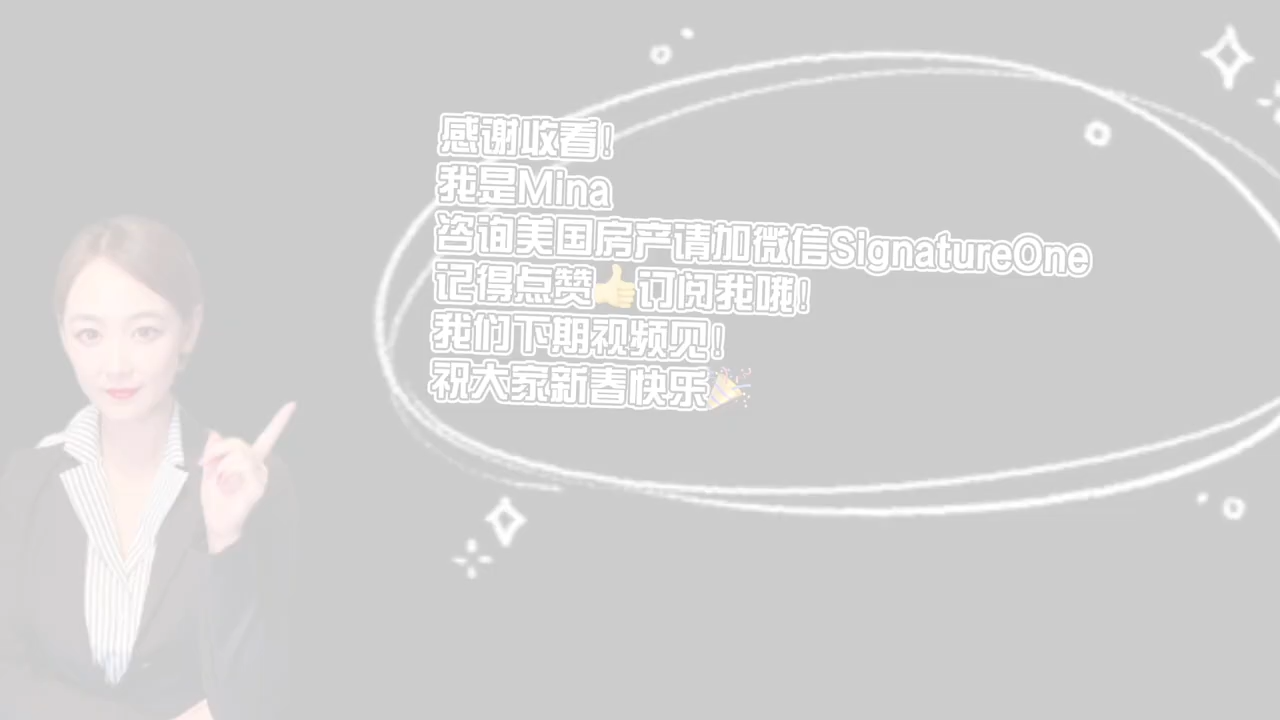 感谢收看!
我是Mina
咨询美国房产请加微信SignatureOne
记得点赞👍订阅我哦!
我们下期视频见!
祝大家新春快乐🎉